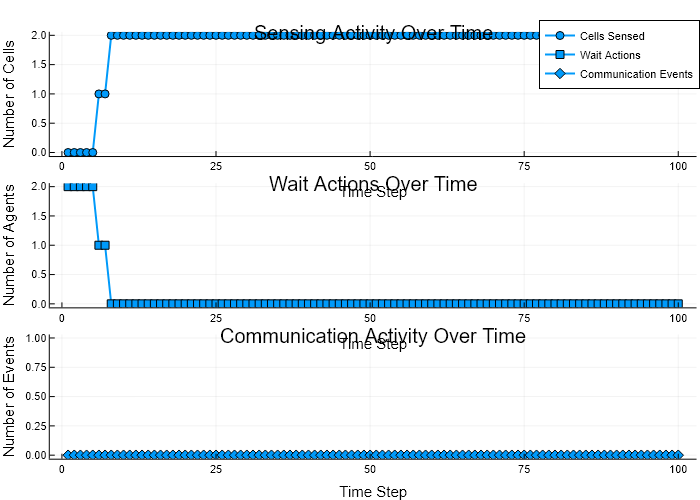 Sensing Activity Over Time
Cells Sensed
Wait Actions
Communication Events
Number of Cells
2.0
1.5
1.0
0.5
0.0
0 25 50 75 100
Time Step
Wait Actions Over Time
Number of Agents
2.0
1.5
1.0
0.5
0.0
0 25 50 75 100
Time Step
Communication Activity Over Time
Number of Events
1.00
0.75
0.50
0.25
0.00
0 25 50 75 100
Time Step